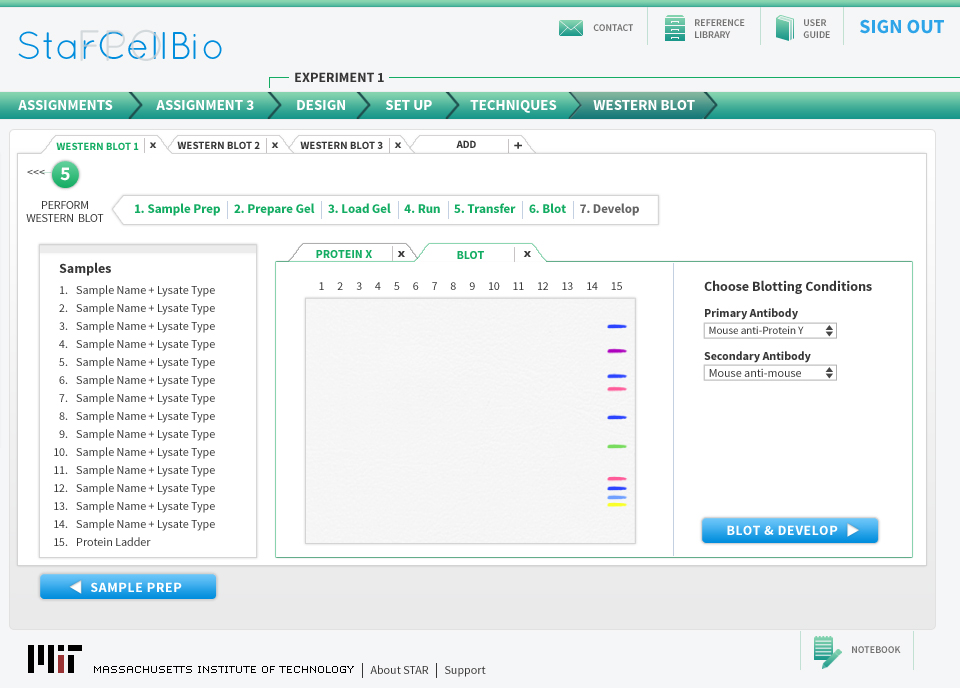 StarCellBio
FPO
CONTACT
REFERENCE
LIBRARY
USER
GUIDE
SIGN OUT
EXPERIMENT 1
ASSIGNMENTS
ASSIGNMENT 3
DESIGN
SET UP
TECHNIQUES
WESTERN BLOT
WESTERN BLOT 1 x
WESTERN BLOT 2 x
WESTERN BLOT 3 x
ADD +
<<< 5
PERFORM
WESTERN BLOT
1. Sample Prep
2. Prepare Gel
3. Load Gel
4. Run
5. Transfer
6. Blot
7. Develop
Samples
1. Sample Name + Lysate Type
2. Sample Name + Lysate Type
3. Sample Name + Lysate Type
4. Sample Name + Lysate Type
5. Sample Name + Lysate Type
6. Sample Name + Lysate Type
7. Sample Name + Lysate Type
8. Sample Name + Lysate Type
9. Sample Name + Lysate Type
10. Sample Name + Lysate Type
11. Sample Name + Lysate Type
12. Sample Name + Lysate Type
13. Sample Name + Lysate Type
14. Sample Name + Lysate Type
15. Protein Ladder
PROTEIN X x
BLOT x
1 2 3 4 5 6 7 8 9 10 11 12 13 14 15
Choose Blotting Conditions
Primary Antibody
Mouse anti-Protein Y
Secondary Antibody
Mouse anti-mouse
BLOT & DEVELOP
SAMPLE PREP
MASSACHUSETTS INSTITUTE OF TECHNOLOGY
About STAR
Support
NOTEBOOK